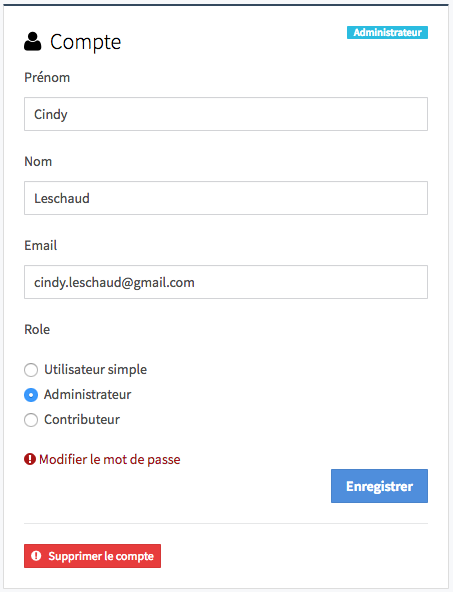 Compte
Administrateur
Prénom
Cindy
Nom
Leschaud
Email
cindy.leschaud@gmail.com
Role
Utilisateur simple
Administrateur
Contributeur
Modifier le mot de passe
Enregistrer
Supprimer le compte